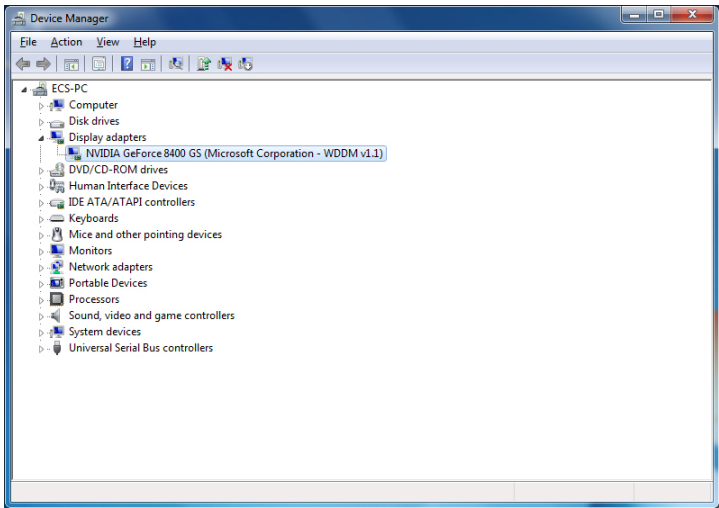 Device Manager
File Action View Help
ECS-PC
Computer
Disk drives
Display adapters
NVIDIA GeForce 8400 GS (Microsoft Corporation - WDDM v1.1)
DVD/CD-ROM drives
Human Interface Devices
IDE ATA/ATAPI controllers
Keyboards
Mice and other pointing devices
Monitors
Network adapters
Portable Devices
Processors
Sound, video and game controllers
System devices
Universal Serial Bus controllers